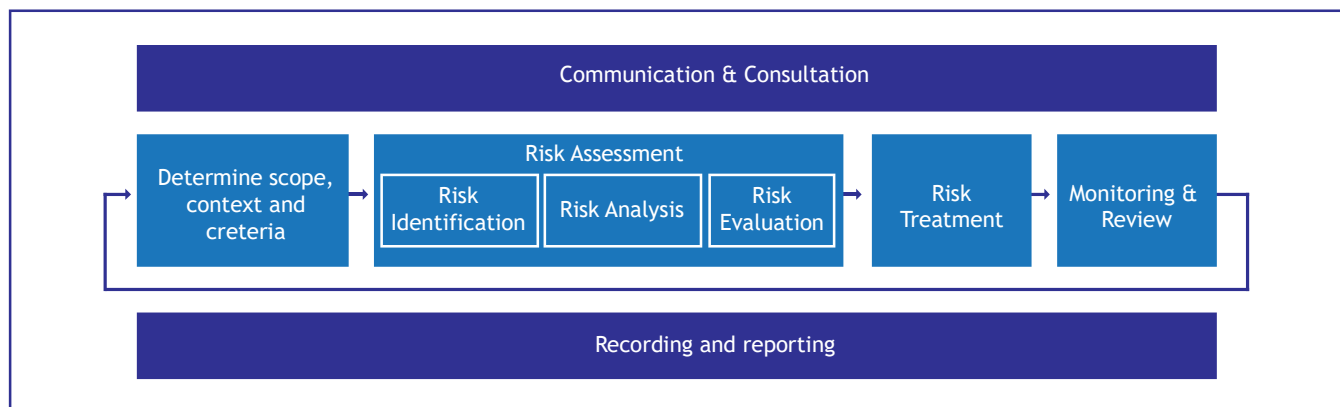 Communication & Consultation
Determine scope,
context and
creteria
Risk Assessment
Risk
Identification
Risk Analysis
Risk
Evaluation
Risk
Treatment
Monitoring &
Review
Recording and reporting